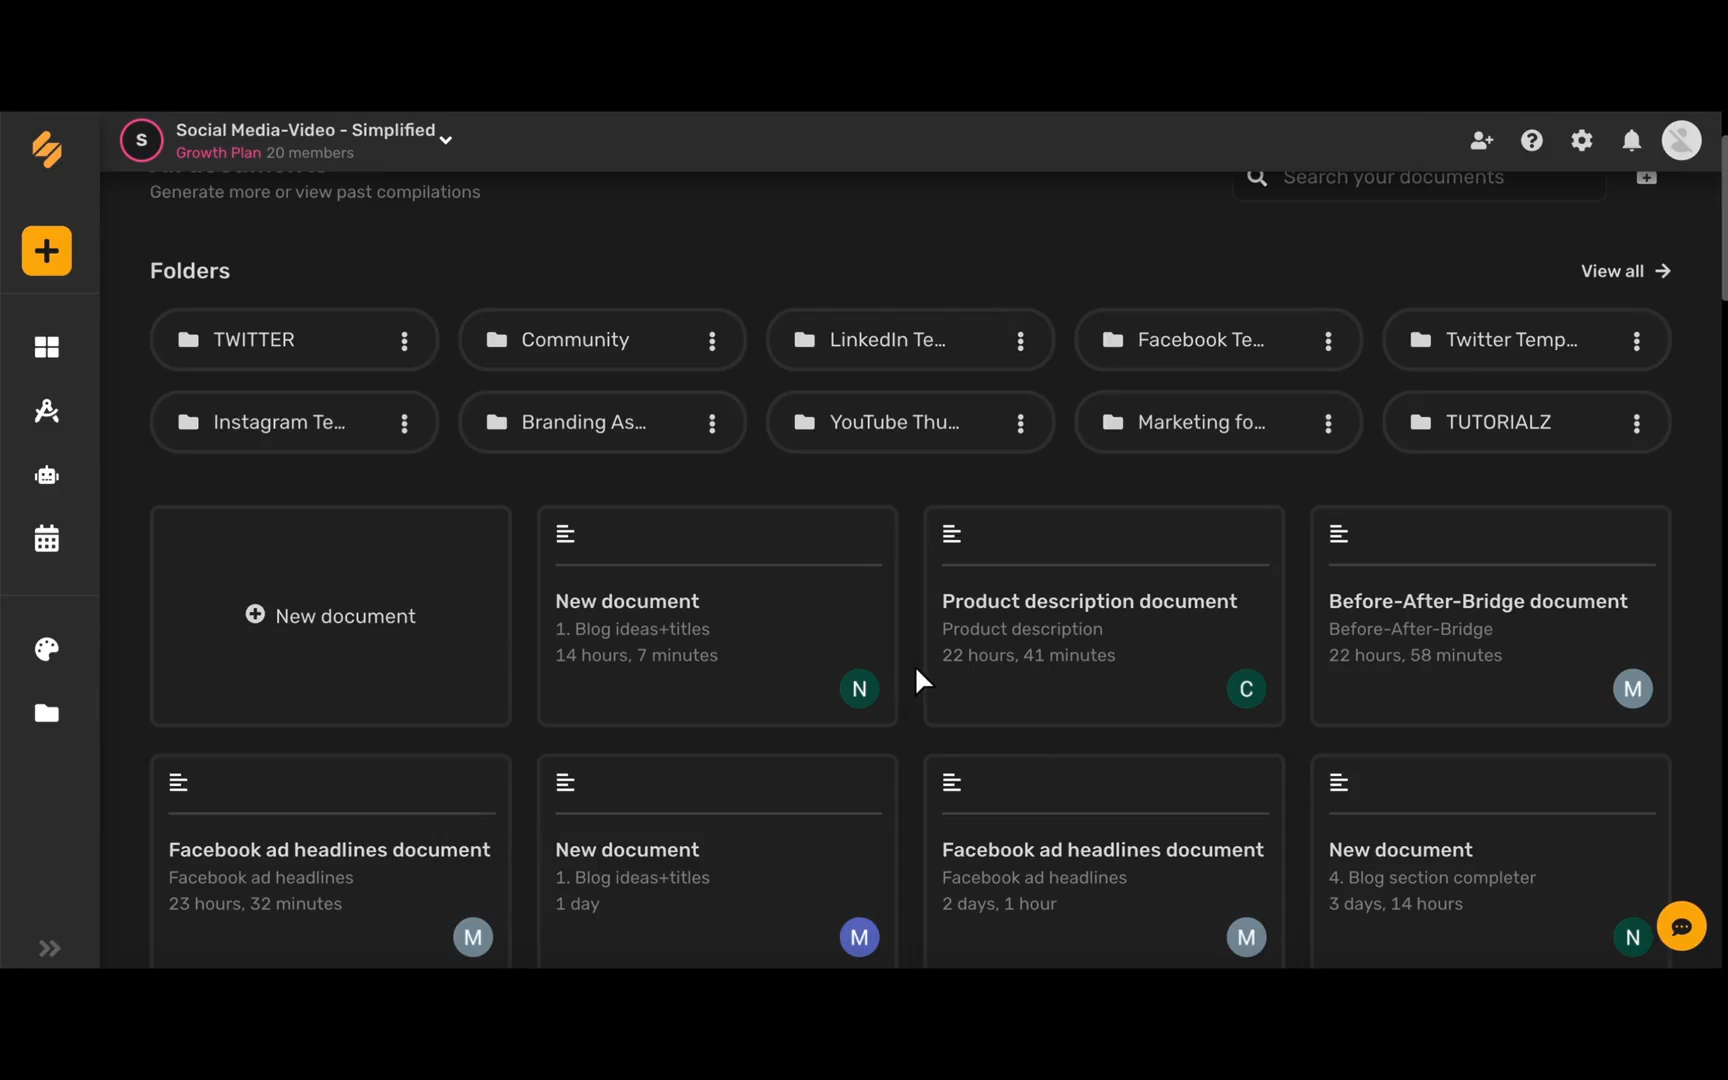 S
Social Media-Video - Simplified
Growth Plan 20 members
Generate more or view past compilations
Search your documents
Folders
View all
TWITTER
Community
LinkedIn Te...
Facebook Te...
Twitter Temp...
Instagram Te...
Branding As...
YouTube Thu...
Marketing fo...
TUTORIALZ
New document
New document
1. Blog ideas+titles
14 hours, 7 minutes
N
Product description document
Product description
22 hours, 41 minutes
C
Before-After-Bridge document
Before-After-Bridge
22 hours, 58 minutes
M
Facebook ad headlines document
Facebook ad headlines
23 hours, 32 minutes
M
New document
1. Blog ideas+titles
1 day
M
Facebook ad headlines document
Facebook ad headlines
2 days, 1 hour
M
New document
4. Blog section completer
3 days, 14 hours
N